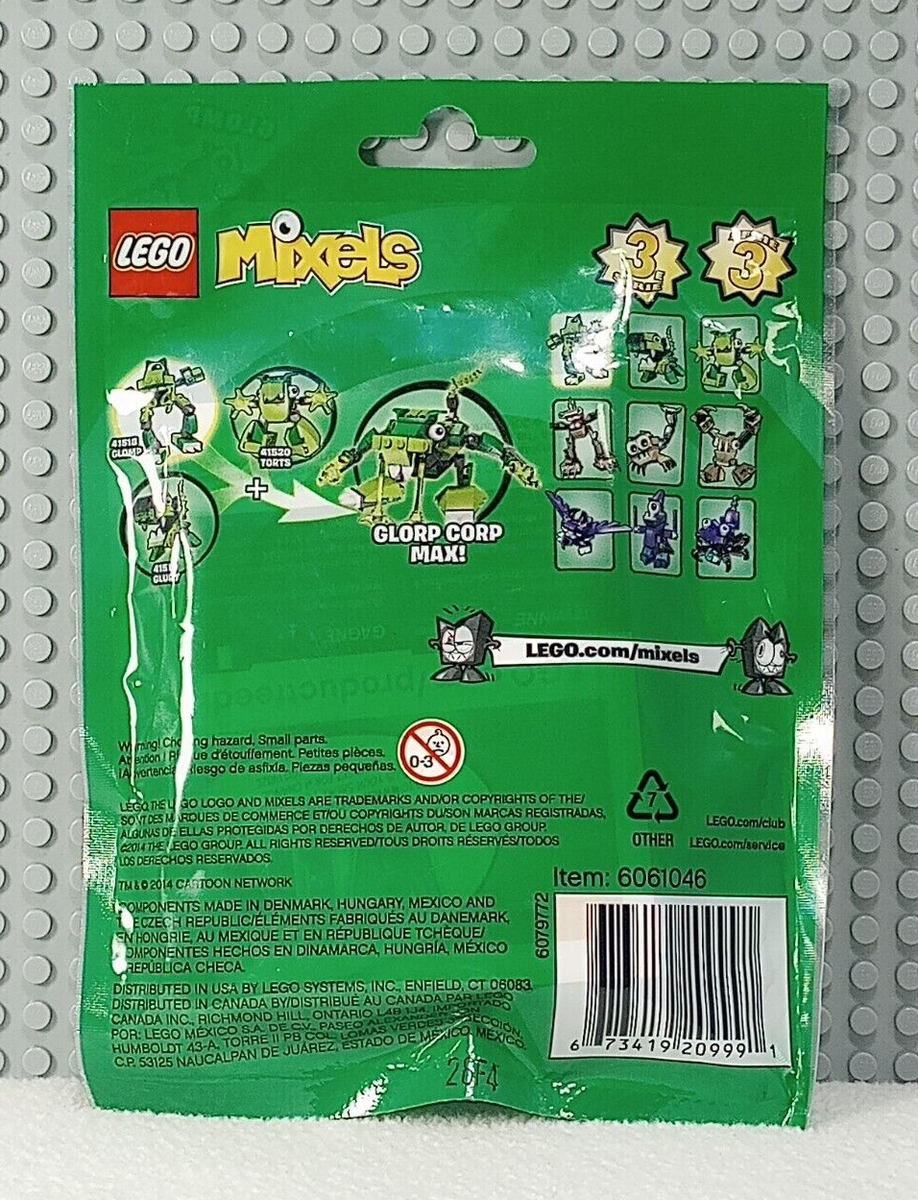 LEGO
Mixels
3
SERIE
3
41518
GLOMP
41520
TORTS
+
GLORP CORP
MAX!
LEGO.com/mixels
hazard. Small parts.
d'étouffement. Petites pièces.
de asfixia. Piezas pequeñas.
0-3
LEGO, THE LEGO LOGO AND MIXELS ARE TRADEMARKS AND/OR COPYRIGHTS OF THE/
SONT DES MARQUES DE COMMERCE ET/OU COPYRIGHTS DU/SON MARCAS REGISTRADAS,
ALGUNAS DE ELLAS PROTEGIDAS POR DERECHOS DE AUTOR, DE LEGO GROUP.
©2014 THE LEGO GROUP. ALL RIGHTS RESERVED/TOUS DROITS RÉSERVÉS/TODOS
LOS DERECHOS RESERVADOS.
TM & © 2014 CARTOON NETWORK
COMPONENTS MADE IN DENMARK, HUNGARY, MEXICO AND
CZECH REPUBLIC/ÉLÉMENTS FABRIQUÉS AU DANEMARK,
EN HONGRIE, AU MEXIQUE ET EN RÉPUBLIQUE TCHÈQUE/
COMPONENTES HECHOS EN DINAMARCA, HUNGRÍA, MÉXICO
REPÚBLICA CHECA.
DISTRIBUTED IN USA BY LEGO SYSTEMS, INC., ENFIELD, CT 06083.
DISTRIBUTED IN CANADA BY/DISTRIBUÉ AU CANADA PAR LEGO
CANADA INC., RICHMOND HILL, ONTARIO L4B 1J4. IMPORTADO
POR: LEGO MÉXICO S.A. DE C.V., PASEO
HUMBOLDT 43-A, TORRE II PB COL. LOMAS VERDES
C.P. 53125 NAUCALPAN DE JUÁREZ, ESTADO DE MÉXICO, MÉXICO.
26F4
7
OTHER
LEGO.com/club
LEGO.com/service
Item: 6061046
6079772
6 73419 20999 1